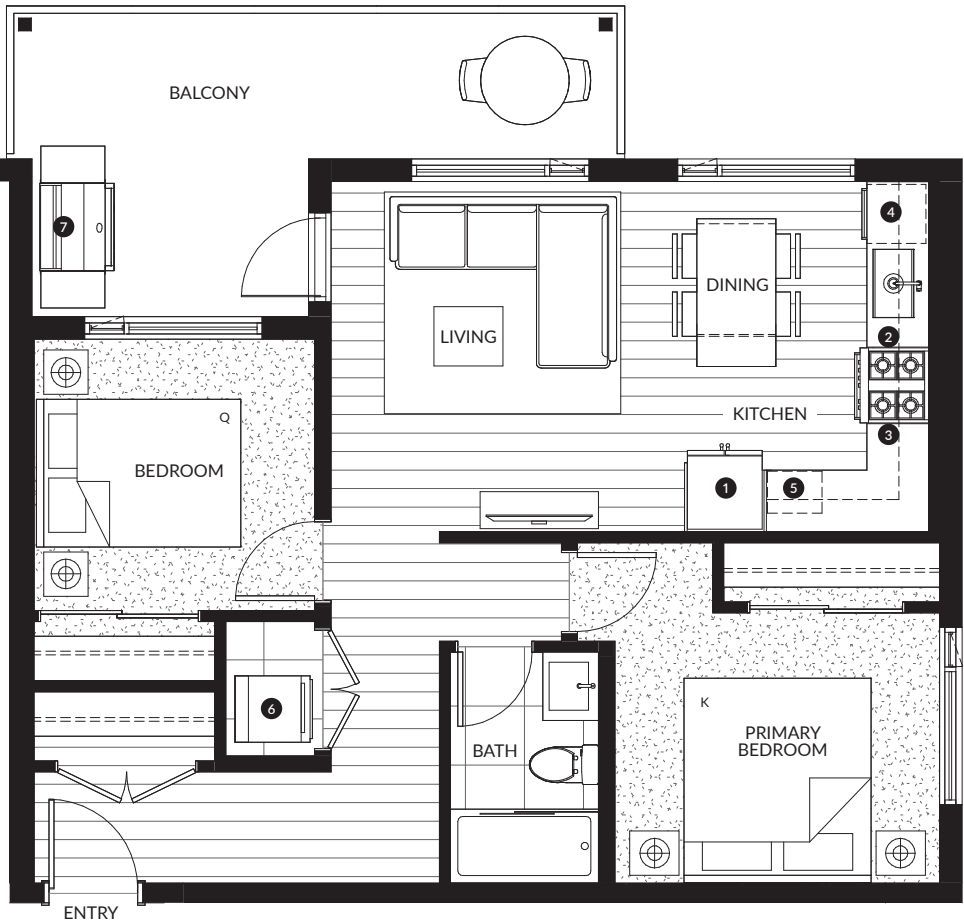 BALCONY
7
4
DINING
LIVING
2
KITCHEN
3
Q
BEDROOM
1
5
6
K
PRIMARY
BEDROOM
BATH
ENTRY